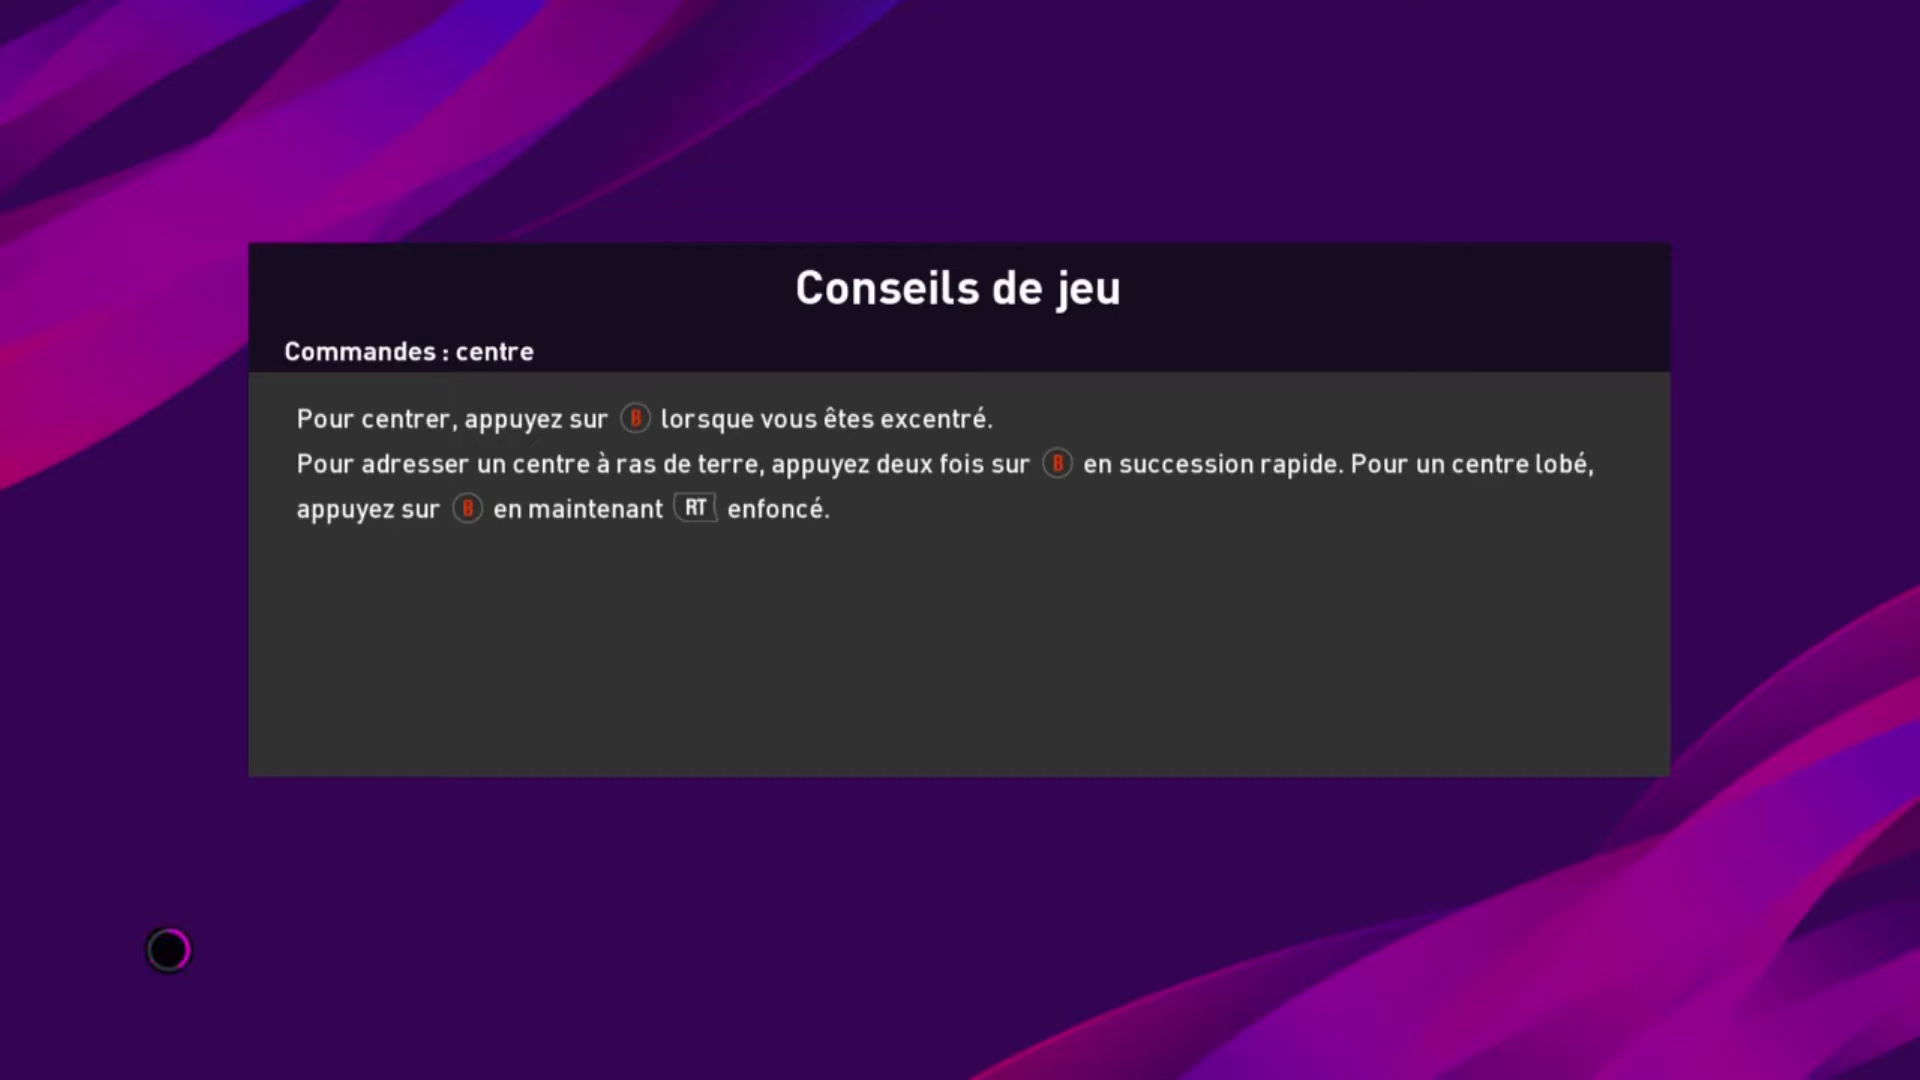 Conseils de jeu
Commandes : centre
Pour centrer, appuyez sur B lorsque vous êtes excentré.
Pour adresser un centre à ras de terre, appuyez deux fois sur B en succession rapide. Pour un centre lobé,
appuyez sur B en maintenant RT enfoncé.